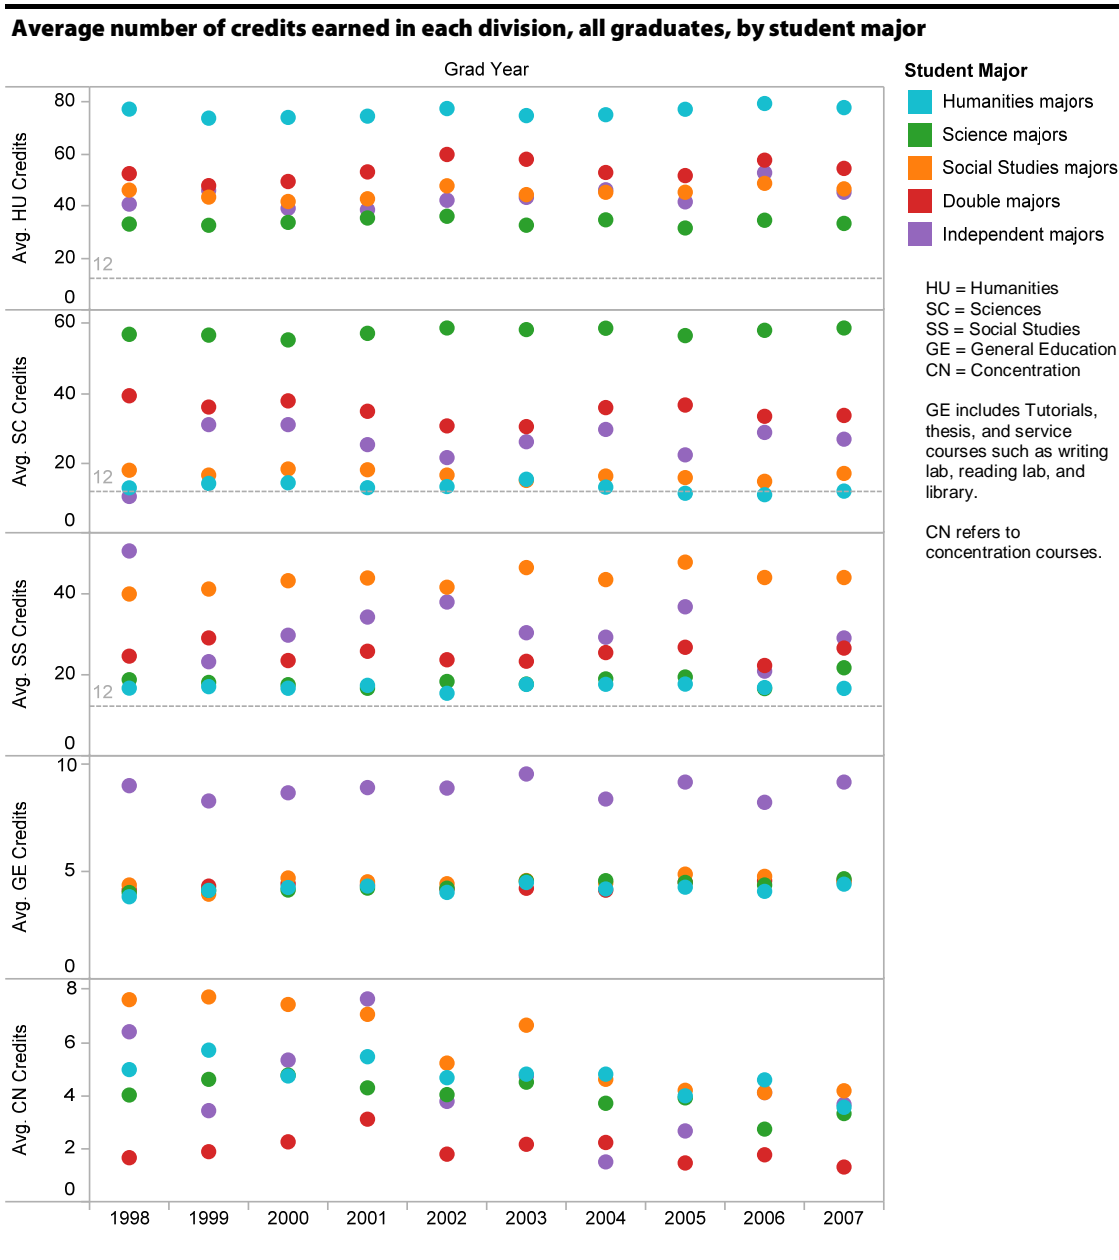 Average number of credits earned in each division, all graduates, by student major
Grad Year
Student Major
Humanities majors
Science majors
Social Studies majors
Double majors
Independent majors
HU = Humanities
SC = Sciences
SS = Social Studies
GE = General Education
CN = Concentration
GE includes Tutorials,
thesis, and service
courses such as writing
lab, reading lab, and
library.
CN refers to
concentration courses.
Avg. HU Credits
80
60
40
20
12
0
Avg. SC Credits
60
40
20
12
0
Avg. SS Credits
40
20
12
0
Avg. GE Credits
10
5
0
Avg. CN Credits
8
6
4
2
0
1998 1999 2000 2001 2002 2003 2004 2005 2006 2007